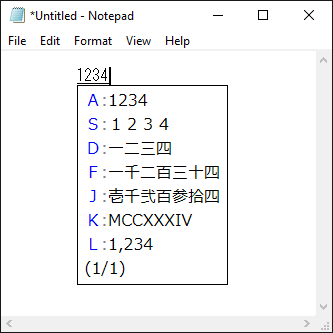 *Untitled - Notepad
File Edit Format View Help
1234
A:1234
S:１２３４
D:一二三四
F:一千二百三十四
J:壱千弐百参拾四
K:MCCXXXIV
L:1,234
(1/1)